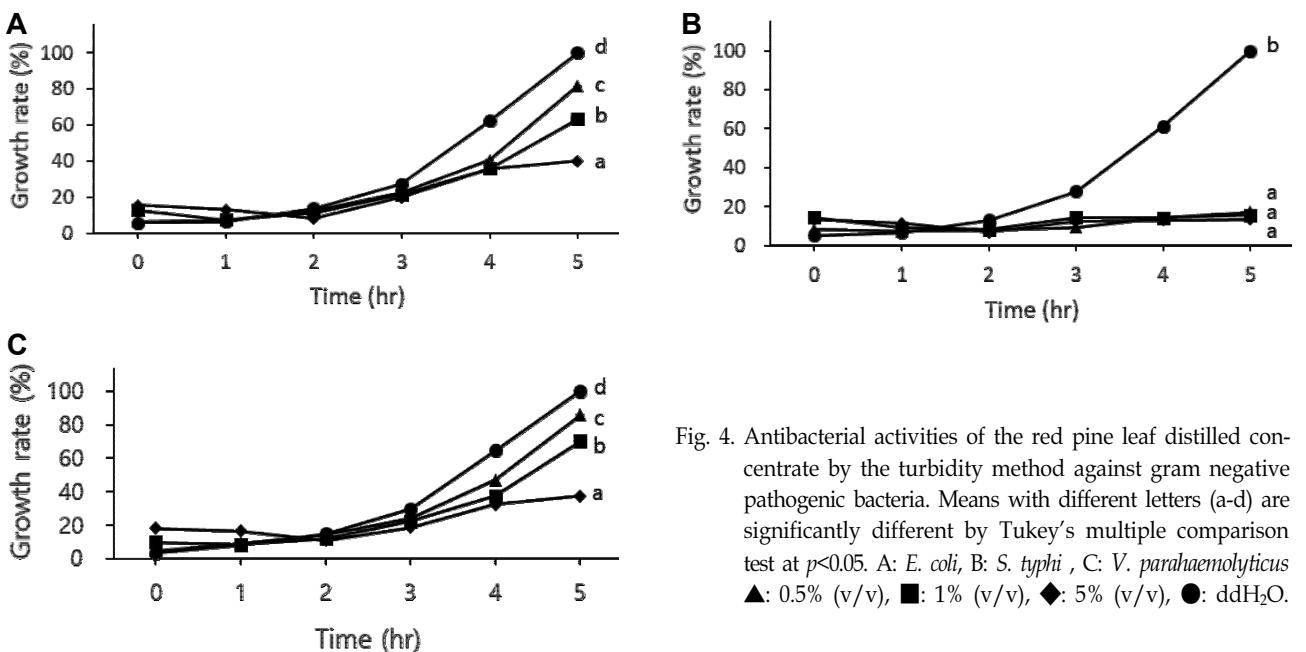 A
Growth rate (%)
100
80
60
40
20
0
d
c
b
a
0 1 2 3 4 5
Time (hr)
B
Growth rate (%)
100
80
60
40
20
0
b
a
a
a
0 1 2 3 4 5
Time (hr)
C
Growth rate (%)
100
80
60
40
20
0
d
c
b
a
0 1 2 3 4 5
Time (hr)
Fig. 4. Antibacterial activities of the red pine leaf distilled con-
centrate by the turbidity method against gram negative
pathogenic bacteria. Means with different letters (a-d) are
significantly different by Tukey's multiple comparison
test at p<0.05. A: E. coli, B: S. typhi , C: V. parahaemolyticus
▲: 0.5% (v/v), ■: 1% (v/v), ◆: 5% (v/v), ●: ddH₂O.